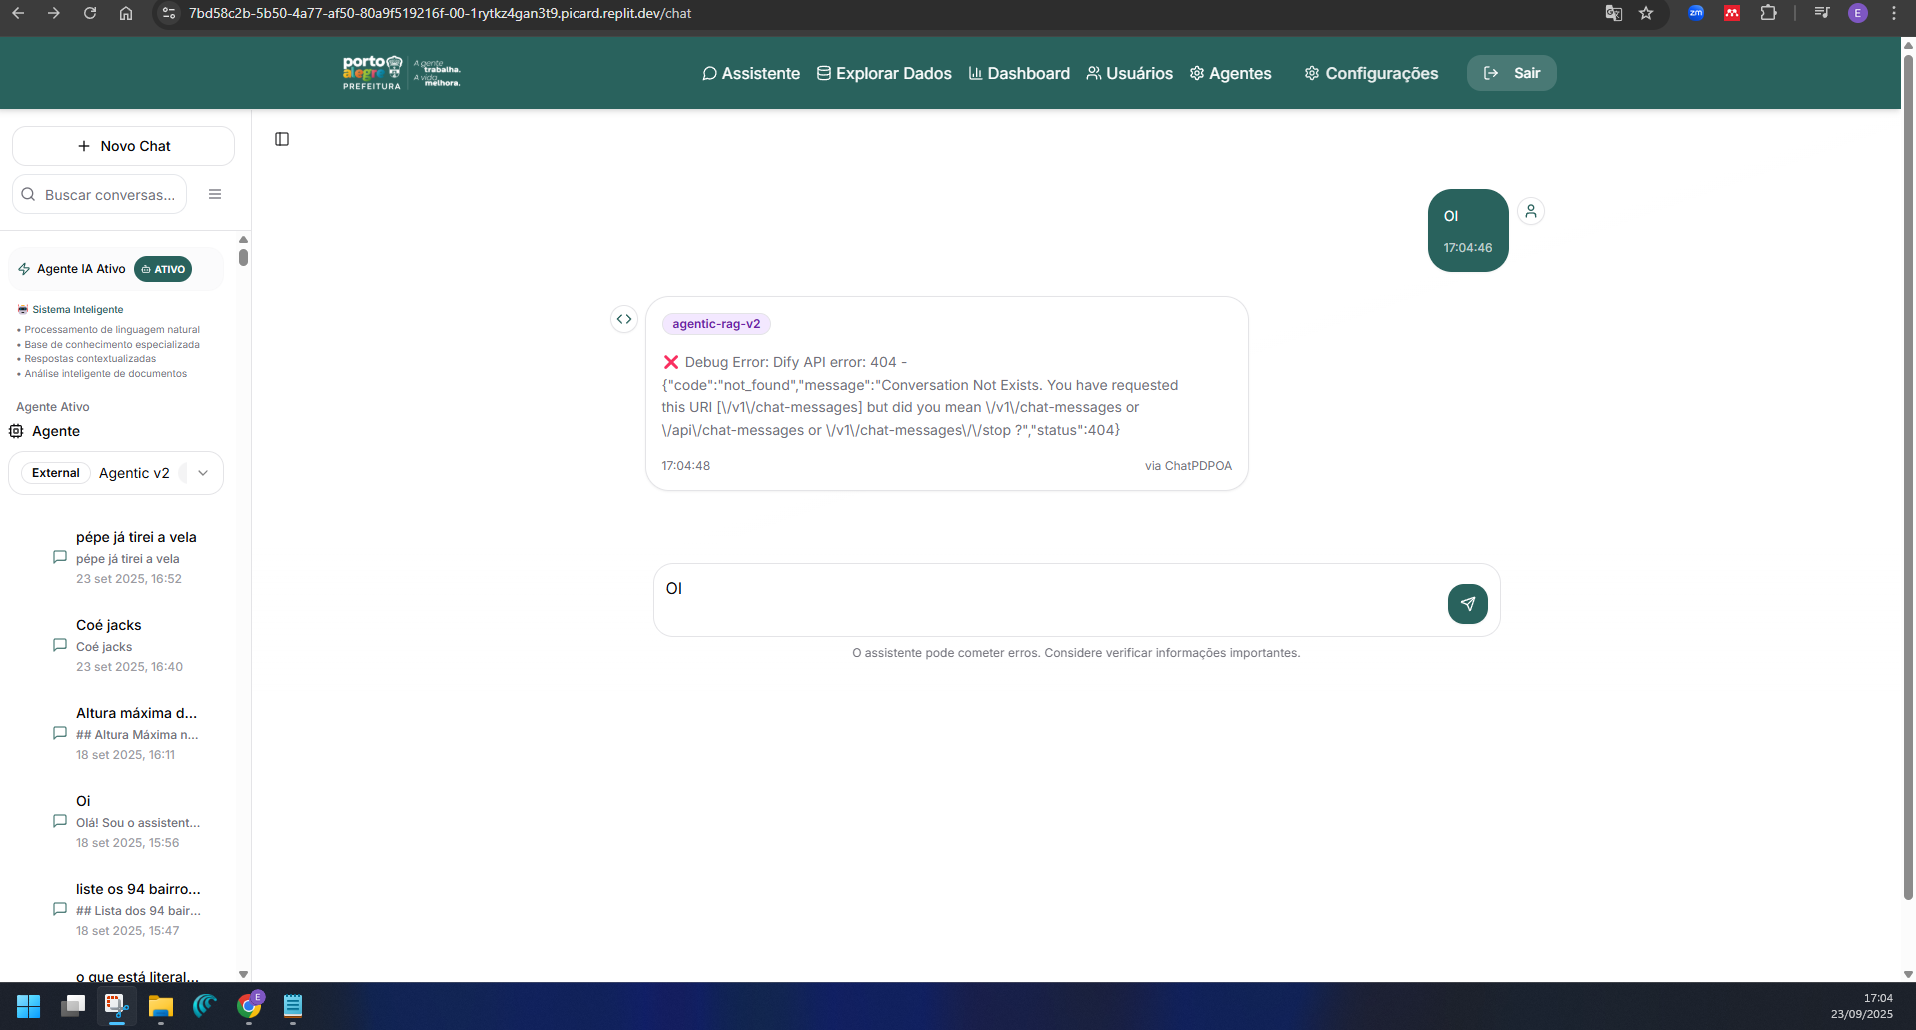 7bd58c2b-5b50-4a77-af50-80a9f519216f-00-1rytkz4gan3t9.picard.replit.dev/chat
zm
E
porto
alegre
PREFEITURA
A gente
trabalha.
A vida
melhora.
Assistente
Explorar Dados
Dashboard
Usuários
Agentes
Configurações
Sair
Novo Chat
Buscar conversas...
Agente IA Ativo
ATIVO
Sistema Inteligente
• Processamento de linguagem natural
• Base de conhecimento especializada
• Respostas contextualizadas
• Análise inteligente de documentos
Agente Ativo
Agente
External Agentic v2
pépe já tirei a vela
pépe já tirei a vela
23 set 2025, 16:52
Coé jacks
Coé jacks
23 set 2025, 16:40
Altura máxima d...
## Altura Máxima n...
18 set 2025, 16:11
Oi
Olá! Sou o assistent...
18 set 2025, 15:56
liste os 94 bairro...
## Lista dos 94 bair...
18 set 2025, 15:47
o que está literal...
OI
17:04:46
agentic-rag-v2
❌ Debug Error: Dify API error: 404 -
{"code":"not_found","message":"Conversation Not Exists. You have requested
this URI [\/v1\/chat-messages] but did you mean \/v1\/chat-messages or
\/api\/chat-messages or \/v1\/chat-messages\/\/stop ?","status":404}
17:04:48
via ChatPDPOA
OI
O assistente pode cometer erros. Considere verificar informações importantes.
E
17:04
23/09/2025